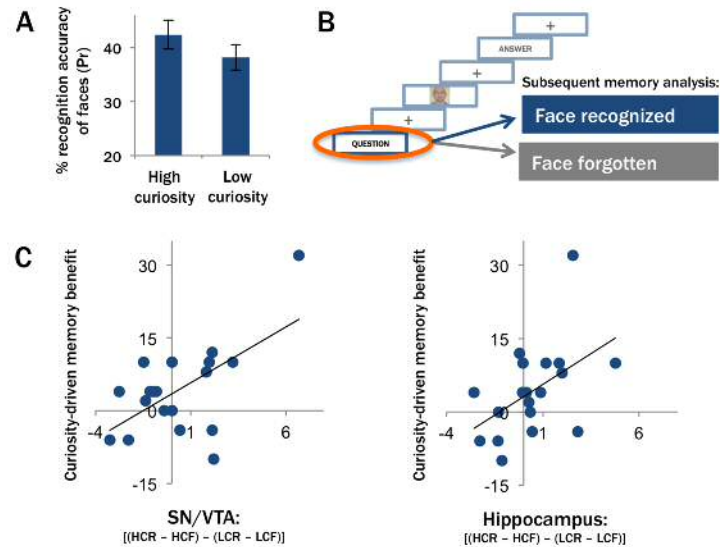 A
% recognition accuracy
of faces (Pr)
40
30
20
High
curiosity
Low
curiosity
B
+
ANSWER
+
+
QUESTION
Subsequent memory analysis:
Face recognized
Face forgotten
C
Curiosity-driven memory benefit
30
15
0
-15
-4
1
6
SN/VTA:
[(HCR – HCF) – (LCR – LCF)]
Curiosity-driven memory benefit
30
15
0
-15
-4
1
6
Hippocampus:
[(HCR – HCF) – (LCR – LCF)]